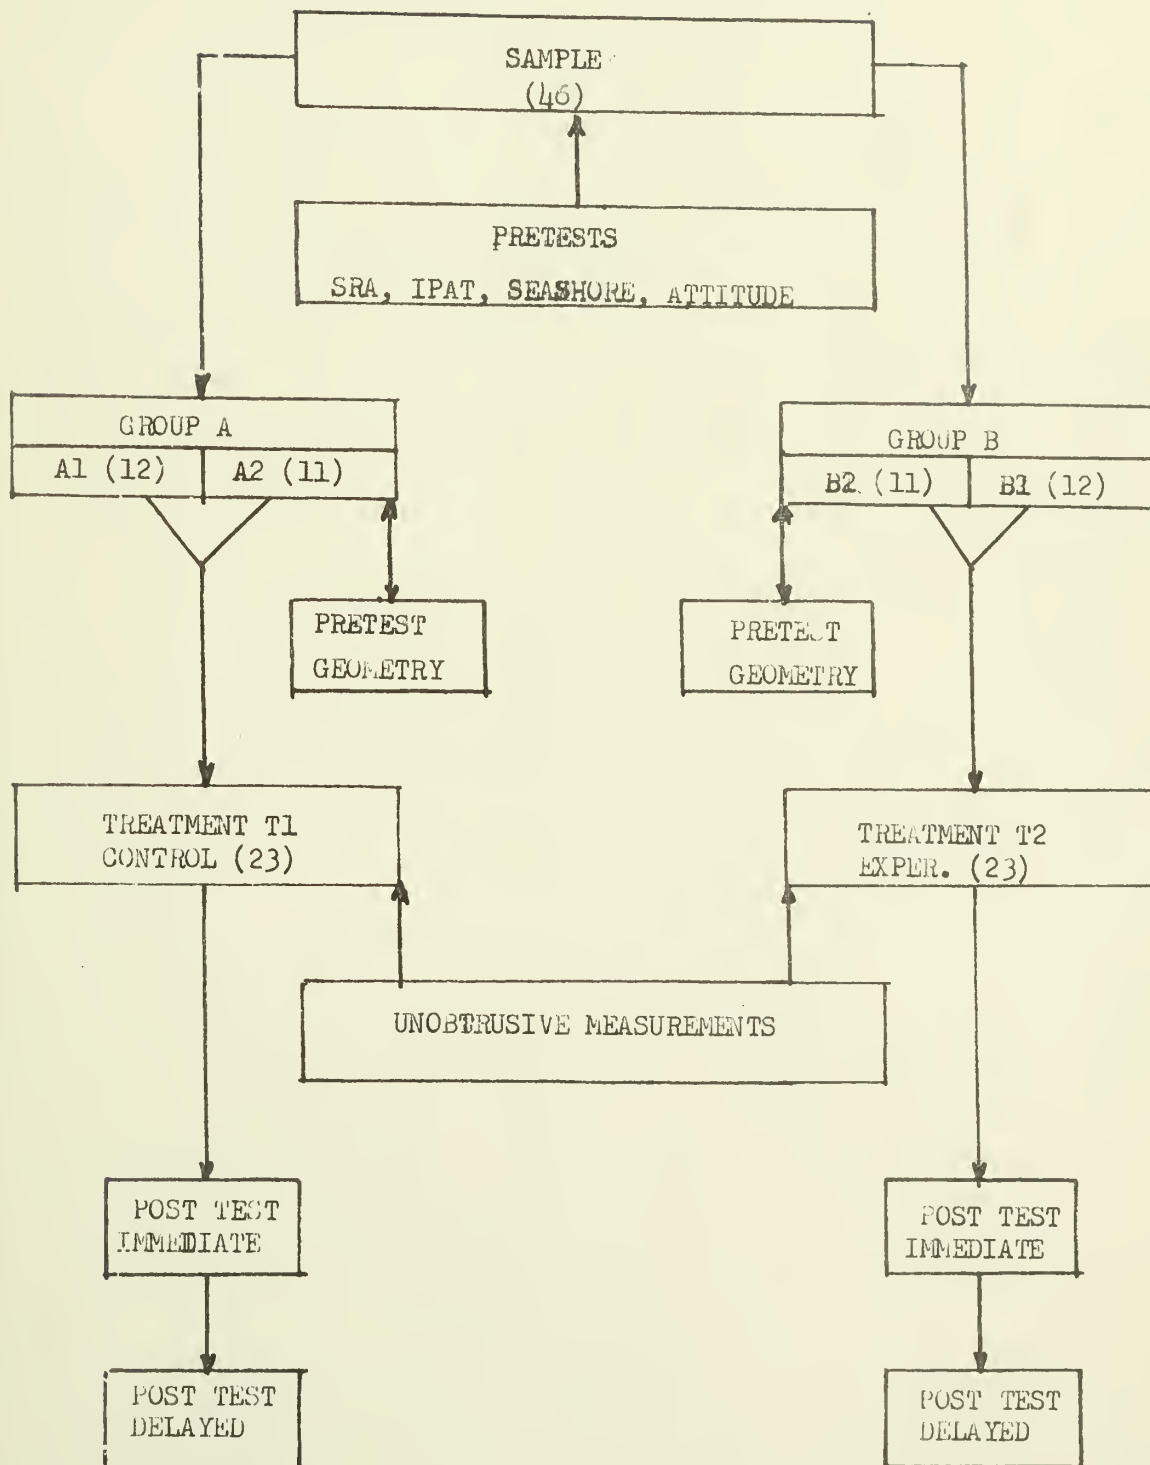 SAMPLE
(46)
PRETESTS
SRA, IPAT, SEASHORE, ATTITUDE
GROUP A
A1 (12) A2 (11)
GROUP B
B2 (11) B1 (12)
PRETEST
GEOMETRY
PRETEST
GEOMETRY
TREATMENT T1
CONTROL (23)
TREATMENT T2
EXPER. (23)
UNOBTRUSIVE MEASUREMENTS
POST TEST
IMMEDIATE
POST TEST
IMMEDIATE
POST TEST
DELAYED
POST TEST
DELAYED